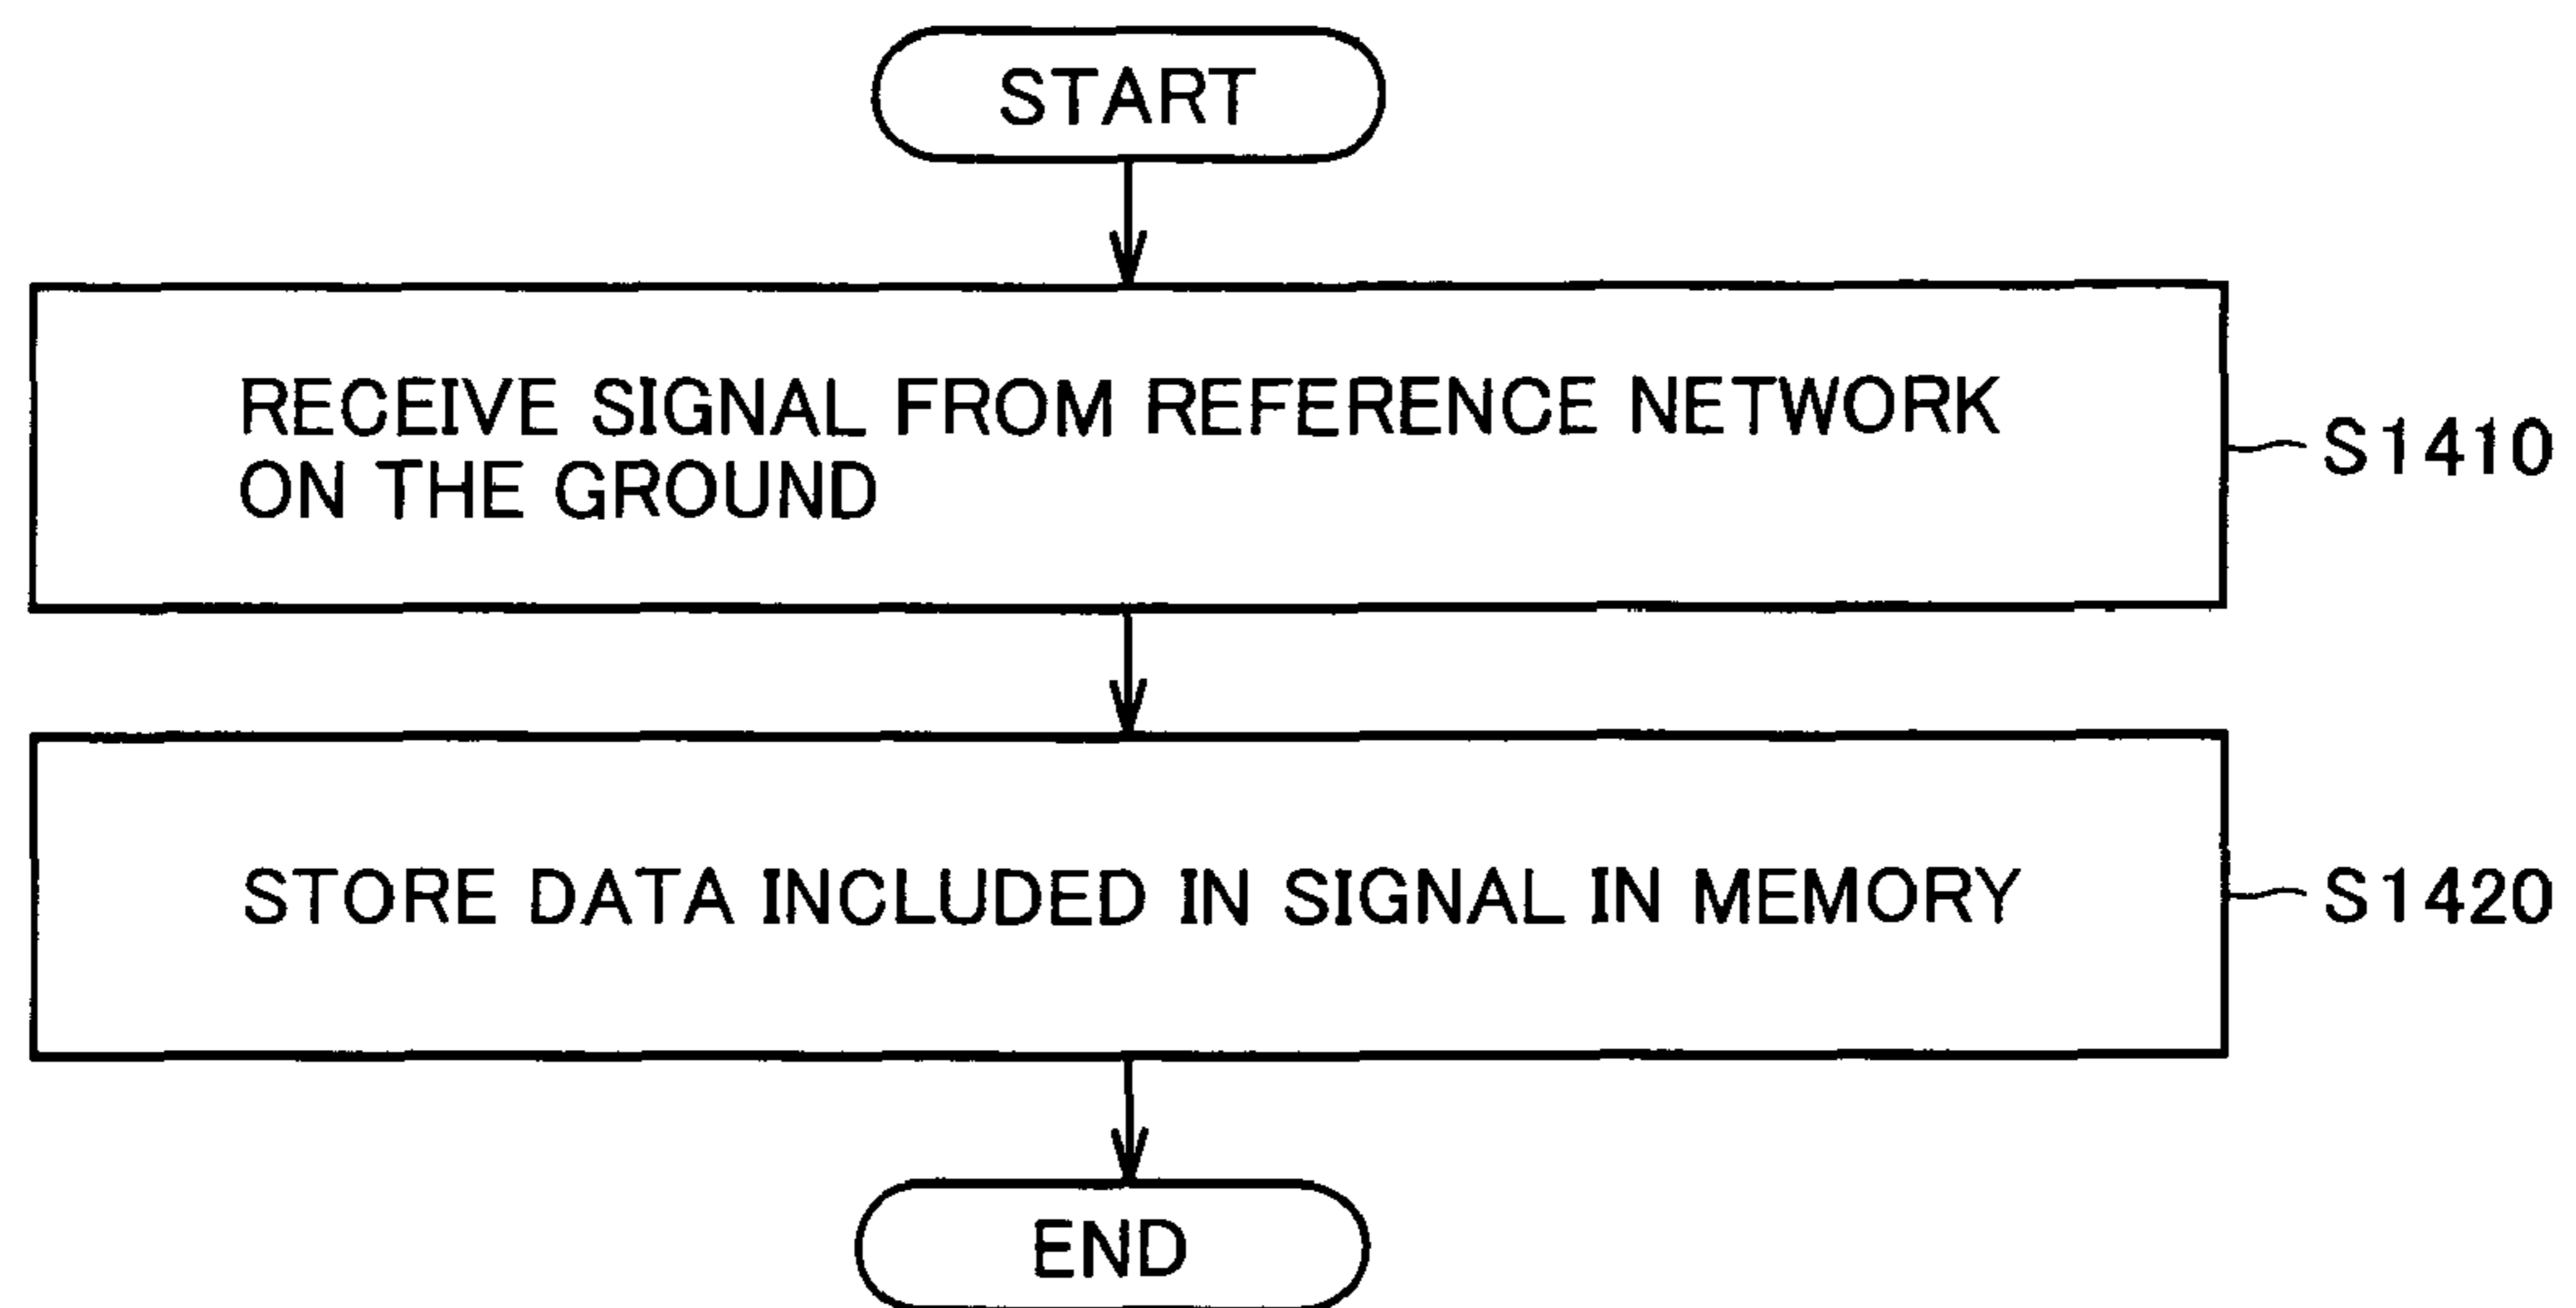 START
RECEIVE SIGNAL FROM REFERENCE NETWORK
ON THE GROUND
S1410
STORE DATA INCLUDED IN SIGNAL IN MEMORY
S1420
END